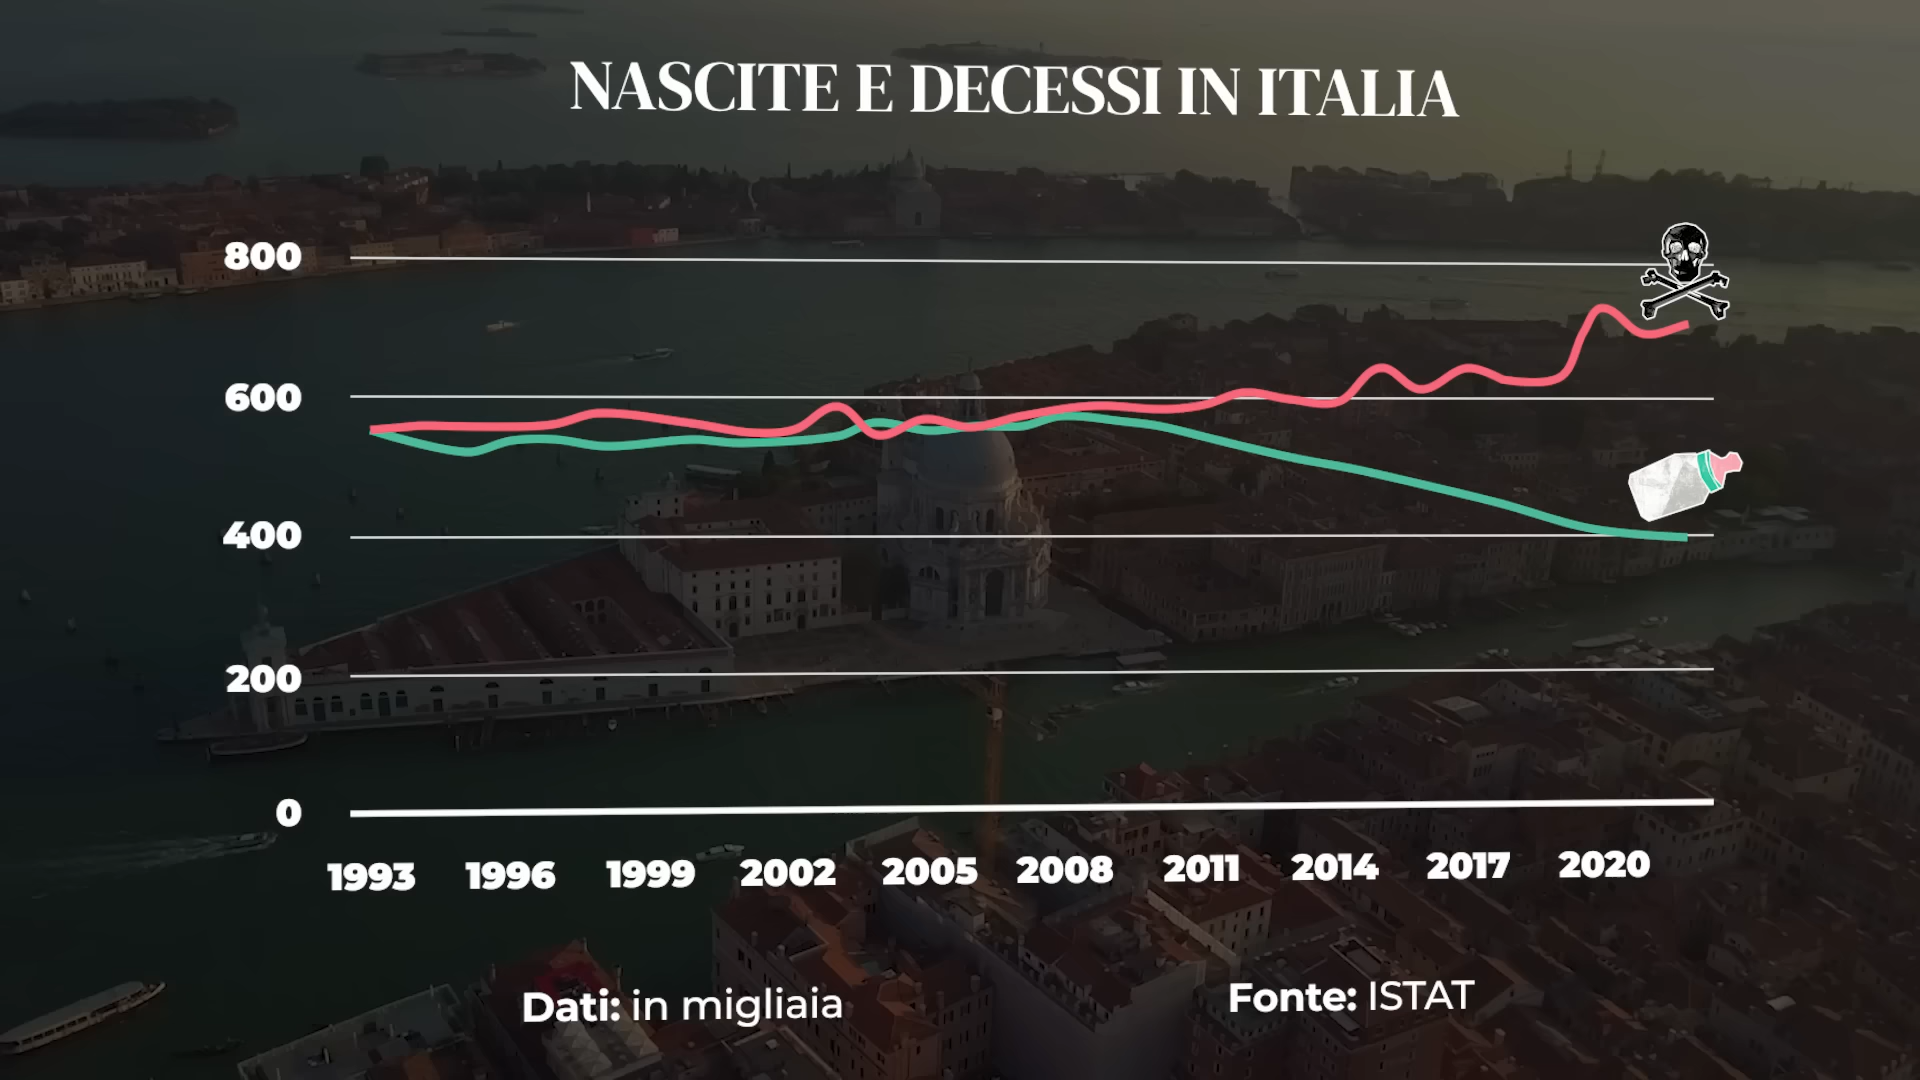 NASCITE E DECESSI IN ITALIA
800
600
400
200
0
1993 1996 1999 2002 2005 2008 2011 2014 2017 2020
Dati: in migliaia
Fonte: ISTAT